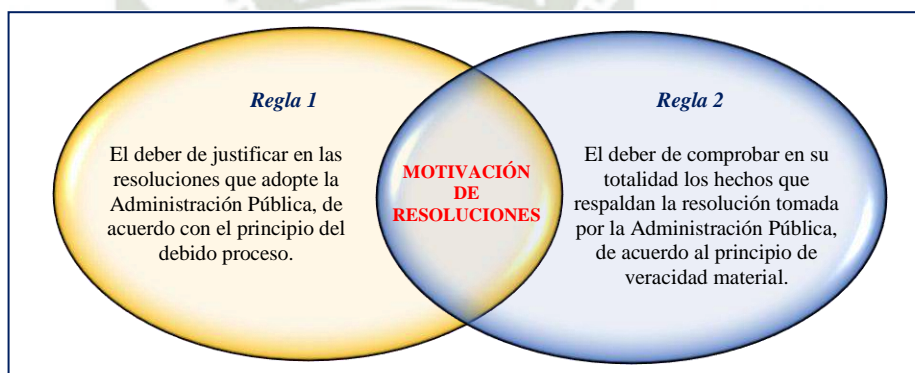 Regla 1
El deber de justificar en las
resoluciones que adopte la
Administración Pública, de
acuerdo con el principio del
debido proceso.
MOTIVACIÓN
DE
RESOLUCIONES
Regla 2
El deber de comprobar en su
totalidad los hechos que
respaldan la resolución tomada
por la Administración Pública,
de acuerdo al principio de
veracidad material.